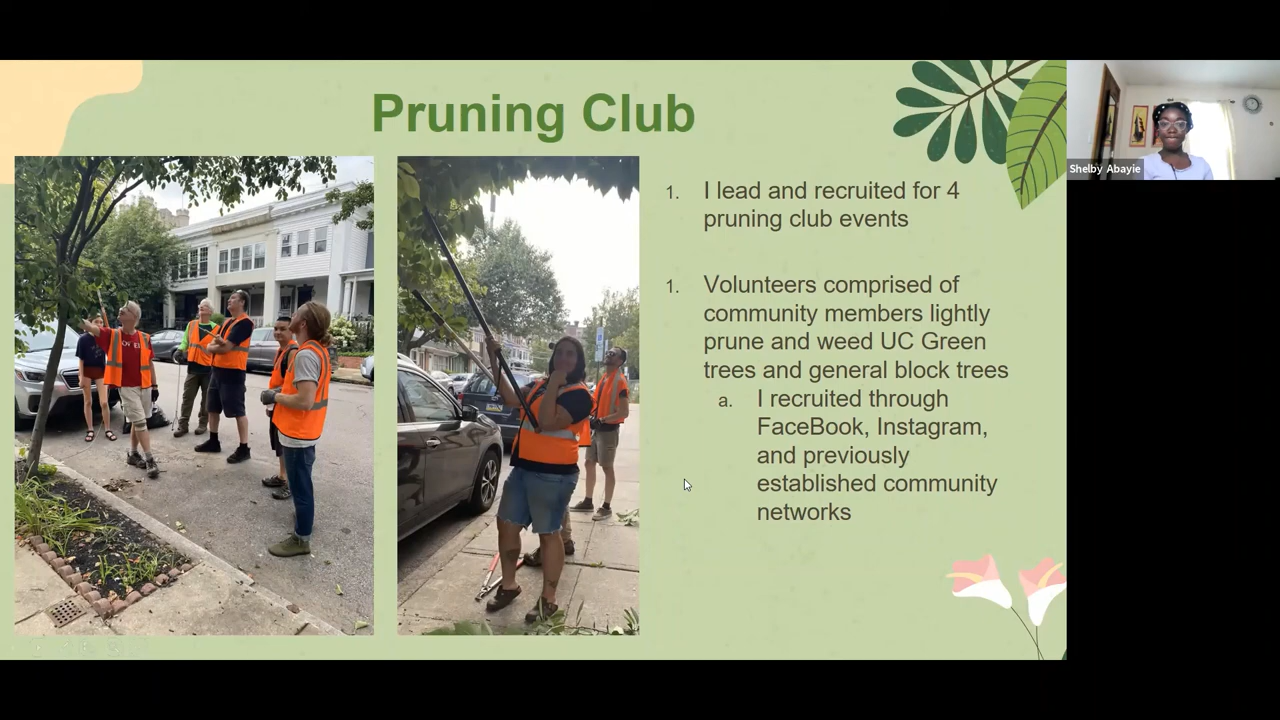 Pruning Club
1. I lead and recruited for 4
pruning club events
1. Volunteers comprised of
community members lightly
prune and weed UC Green
trees and general block trees
a. I recruited through
FaceBook, Instagram,
and previously
established community
networks
Shelby Abayie